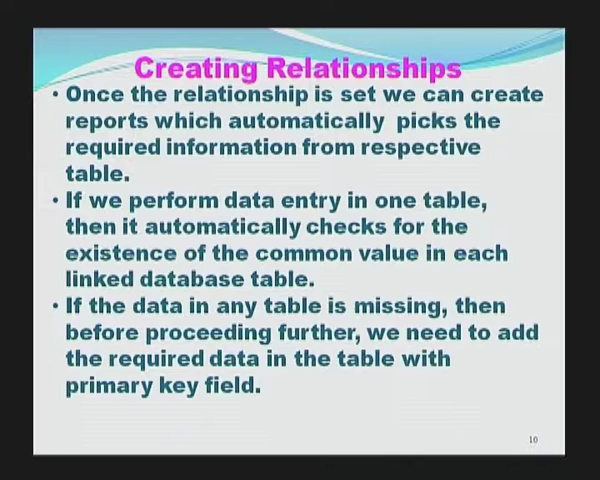 Creating Relationships
• Once the relationship is set we can create
reports which automatically picks the
required information from respective
table.
• If we perform data entry in one table,
then it automatically checks for the
existence of the common value in each
linked database table.
• If the data in any table is missing, then
before proceeding further, we need to add
the required data in the table with
primary key field.
10